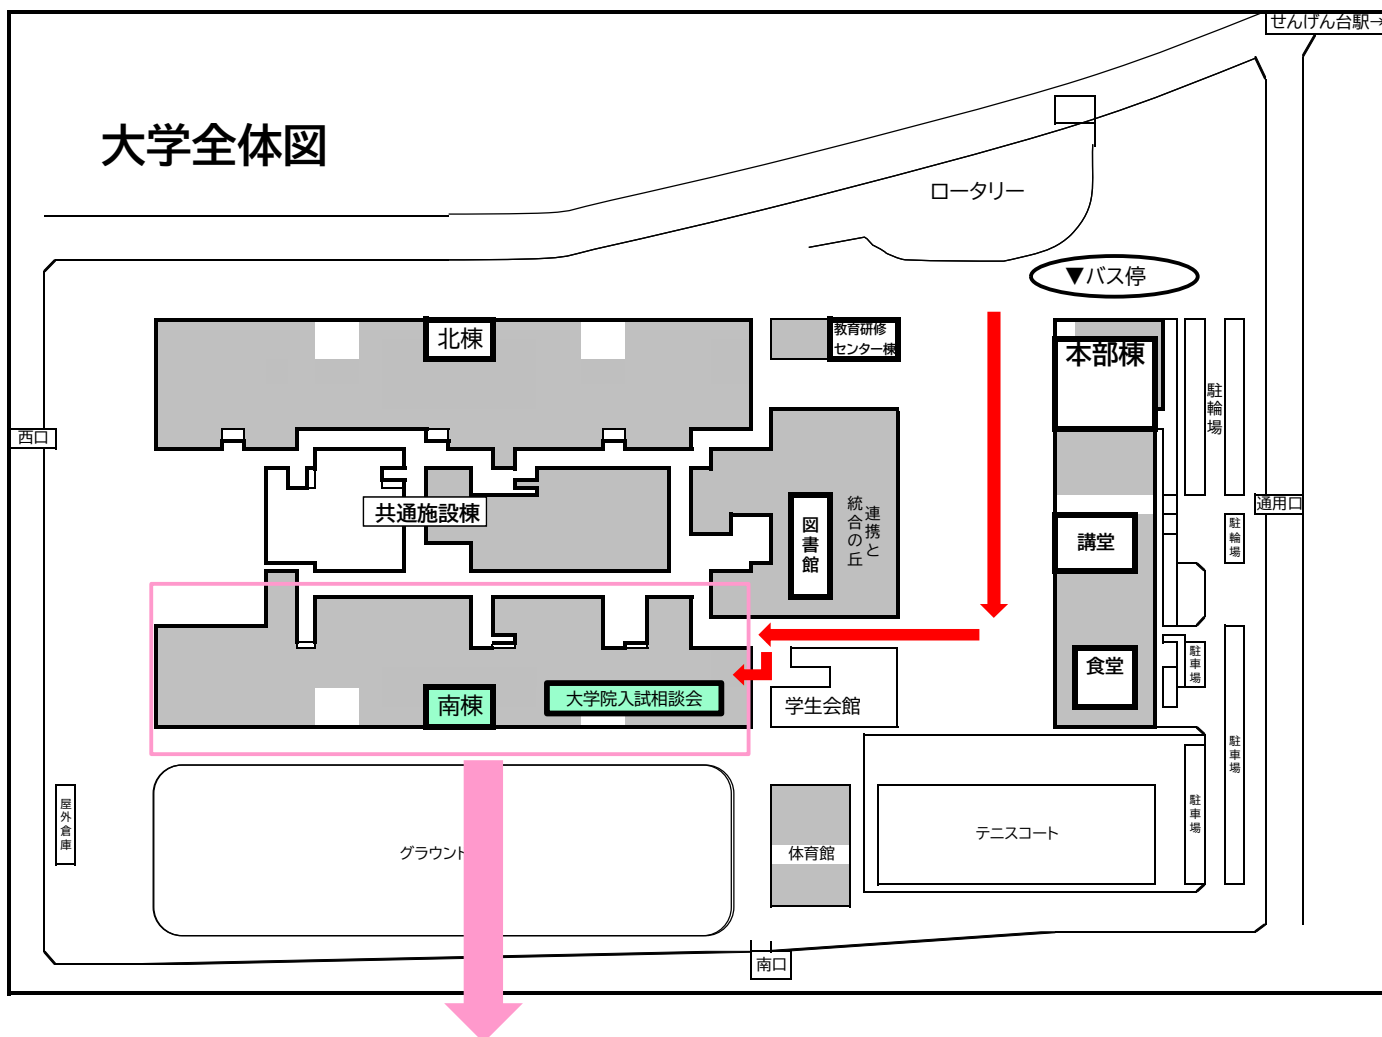 せんげん台駅→
大学全体図
ロータリー
▼バス停
北棟
教育研修
センター棟
本部棟
駐輪場
西口
共通施設棟
図書館
連携と
統合の丘
通用口
駐輪場
講堂
食堂
駐車場
南棟
大学院入試相談会
学生会館
駐車場
屋外倉庫
グラウント
体育館
テニスコート
駐車場
南口